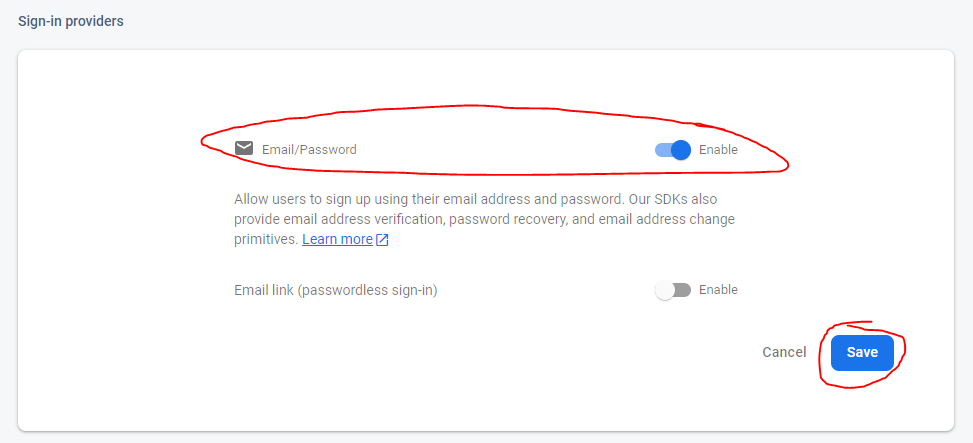 Sign-in providers
Email/Password Enable
Allow users to sign up using their email address and password. Our SDKs also
provide email address verification, password recovery, and email address change
primitives. Learn more
Email link (passwordless sign-in) Enable
Cancel Save